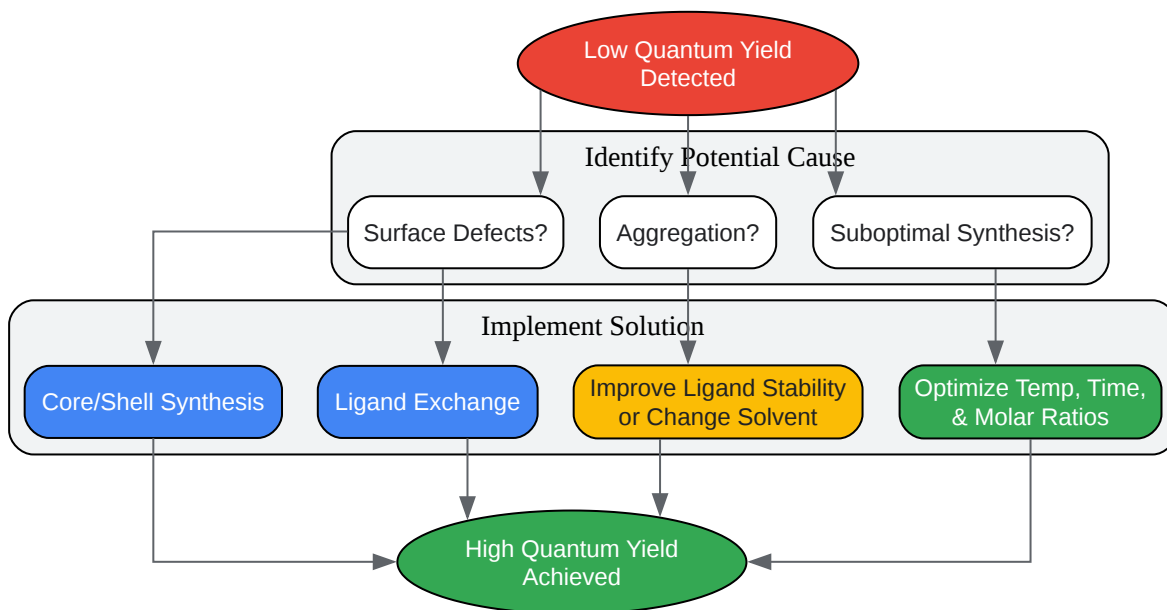 Low Quantum Yield
Detected
Identify Potential Cause
Surface Defects?
Aggregation?
Suboptimal Synthesis?
Implement Solution
Core/Shell Synthesis
Ligand Exchange
Improve Ligand Stability
or Change Solvent
Optimize Temp, Time,
& Molar Ratios
High Quantum Yield
Achieved